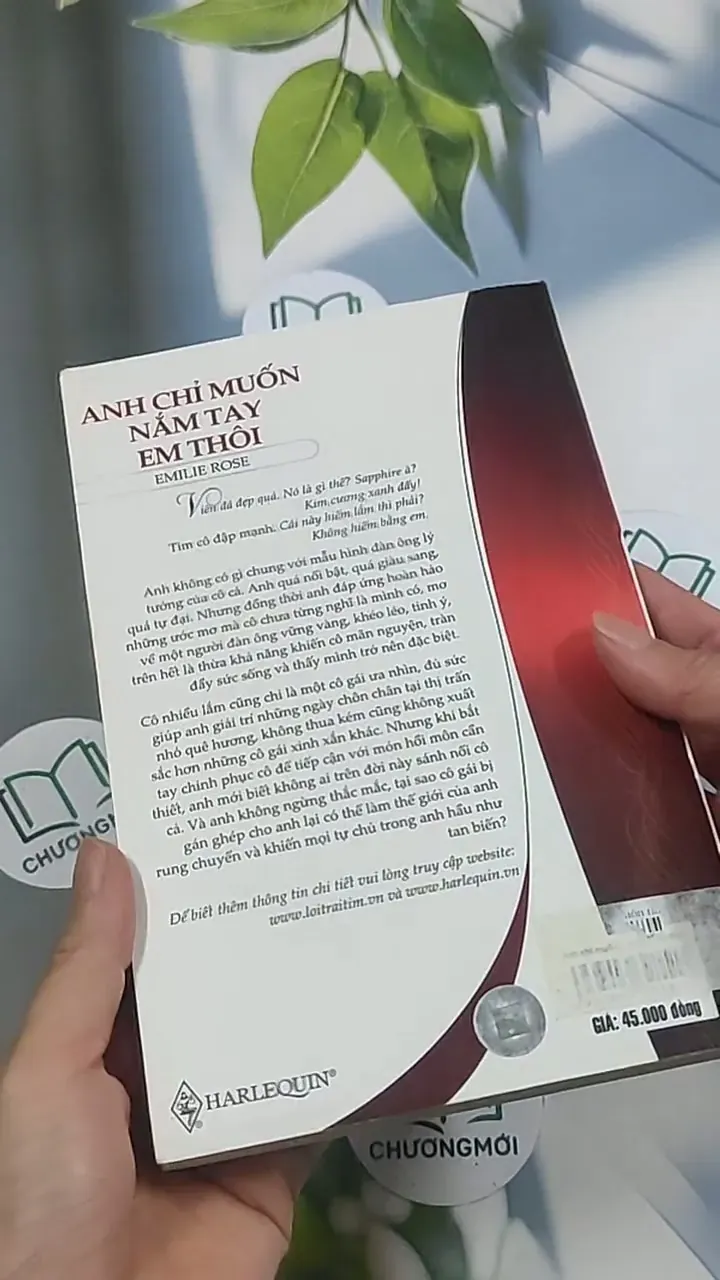 ANH CHỈ MUỐN
NẮM TAY
EM THÔI
EMILIE ROSE
Viên đá đẹp quá. Nó là gì thế? Sapphire à?
Kim cương xanh đấy!
Tim cô đập mạnh. Cái này hiếm lắm thì phải?
Không hiếm bằng em.
Anh không có gì chung với mẫu hình đàn ông lý
tưởng của cô cả. Anh quá nổi bật, quá giàu sang,
quá tự đại. Nhưng đồng thời anh đáp ứng hoàn hảo
những ước mơ mà cô chưa từng nghĩ là mình có, mơ
về một người đàn ông vững vàng, khéo léo, tinh ý,
trên hết là thừa khả năng khiến cô mãn nguyện, tràn
đầy sức sống và thấy mình trở nên đặc biệt.
Cô nhiều lắm cũng chỉ là một cô gái ưa nhìn, đủ sức
giúp anh giải trí những ngày chôn chân tại thị trấn
nhỏ quê hương, không thua kém cũng không xuất
sắc hơn những cô gái xinh xắn khác. Nhưng khi bắt
tay chinh phục cô để tiếp cận với món hồi môn cần
thiết, anh mới biết không ai trên đời này sánh nổi cô
cả. Và anh không ngừng thắc mắc, tại sao cô gái bị
gán ghép cho anh lại có thể làm thế giới của anh
rung chuyển và khiến mọi tự chủ trong anh hầu như
tan biến?
Để biết thêm thông tin chi tiết vui lòng truy cập website:
www.loitraitim.vn và www.harlequin.vn
GIÁ: 45.000 đồng
HARLEQUIN®
CHƯƠNGMỚI